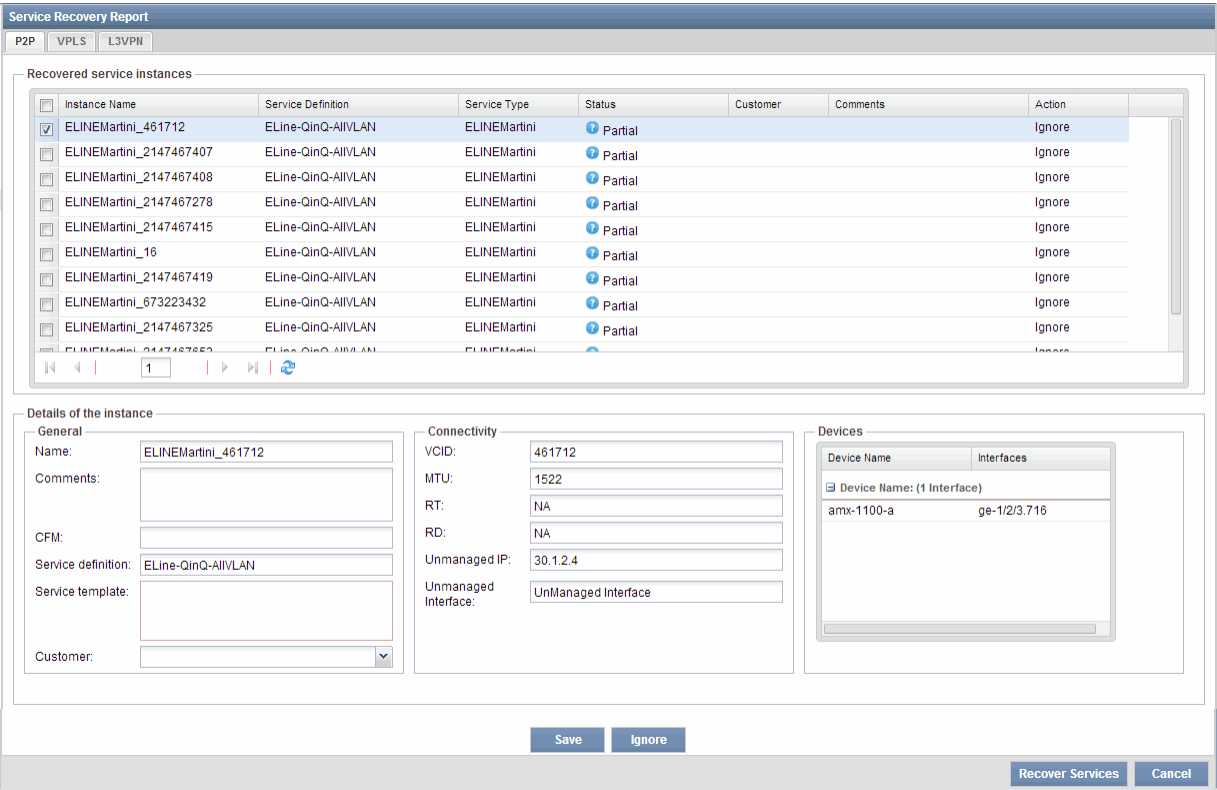 Service Recovery Report
P2P VPLS L3VPN
Recovered service instances
Instance Name Service Definition Service Type Status Customer Comments Action
ELINEMartini_461712 ELine-QinQ-AllVLAN ELINEMartini Partial Ignore
ELINEMartini_2147467407 ELine-QinQ-AllVLAN ELINEMartini Partial Ignore
ELINEMartini_2147467408 ELine-QinQ-AllVLAN ELINEMartini Partial Ignore
ELINEMartini_2147467278 ELine-QinQ-AllVLAN ELINEMartini Partial Ignore
ELINEMartini_2147467415 ELine-QinQ-AllVLAN ELINEMartini Partial Ignore
ELINEMartini_16 ELine-QinQ-AllVLAN ELINEMartini Partial Ignore
ELINEMartini_2147467419 ELine-QinQ-AllVLAN ELINEMartini Partial Ignore
ELINEMartini_673223432 ELine-QinQ-AllVLAN ELINEMartini Partial Ignore
ELINEMartini_2147467325 ELine-QinQ-AllVLAN ELINEMartini Partial Ignore
ELine-QinQ-AllVLAN ELINEMartini Ignore
1
Details of the instance
General
Name: ELINEMartini_461712
Comments:
CFM:
Service definition: ELine-QinQ-AllVLAN
Service template:
Customer:
Connectivity
VCID: 461712
MTU: 1522
RT: NA
RD: NA
Unmanaged IP: 30.1.2.4
Unmanaged
Interface: UnManaged Interface
Devices
Device Name Interfaces
Device Name: (1 Interface)
amx-1100-a ge-1/2/3.716
Save Ignore
Recover Services Cancel